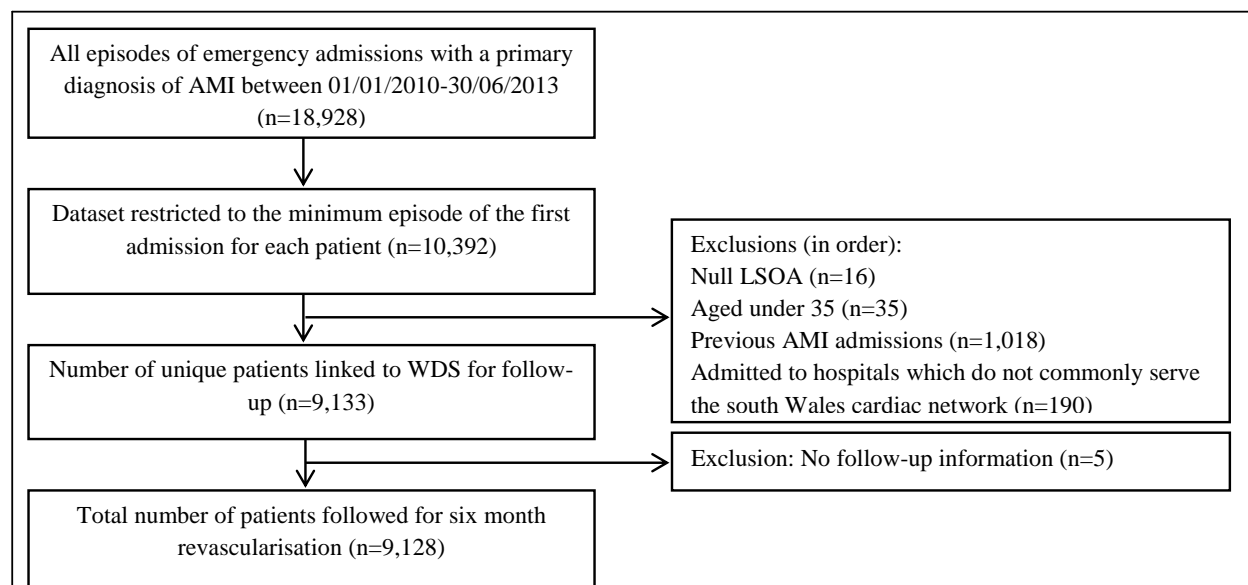 All episodes of emergency admissions with a primary
diagnosis of AMI between 01/01/2010-30/06/2013
(n=18,928)
Dataset restricted to the minimum episode of the first
admission for each patient (n=10,392)
Exclusions (in order):
Null LSOA (n=16)
Aged under 35 (n=35)
Previous AMI admissions (n=1,018)
Admitted to hospitals which do not commonly serve
the south Wales cardiac network (n=190)
Number of unique patients linked to WDS for follow-
up (n=9,133)
Exclusion: No follow-up information (n=5)
Total number of patients followed for six month
revascularisation (n=9,128)